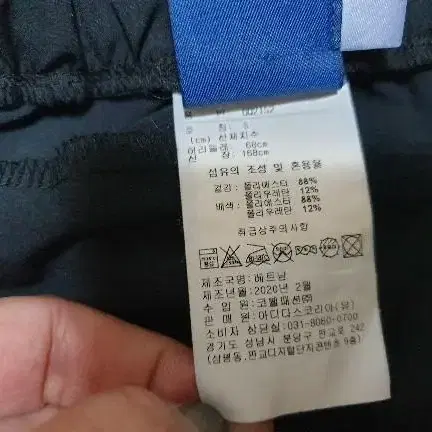 호 칭: S
(cm) 신체치수
허리둘레: 68cm
신 장: 168cm
섬유의 조성 및 혼용율
겉감: 폴리에스터 88%
폴리우레탄 12%
배색: 폴리에스터 88%
폴리우레탄 12%
취급상주의사항
제조국명: 베트남
제조년월: 2020년 2월
수 입 원: 코웰패션㈜
판 매 원: 아디다스코리아(유)
소비자 상담실: 031-8060-0700
경기도 성남시 분당구 판교로 242
(삼평동, 판교디지털단지콘텐츠 9층)